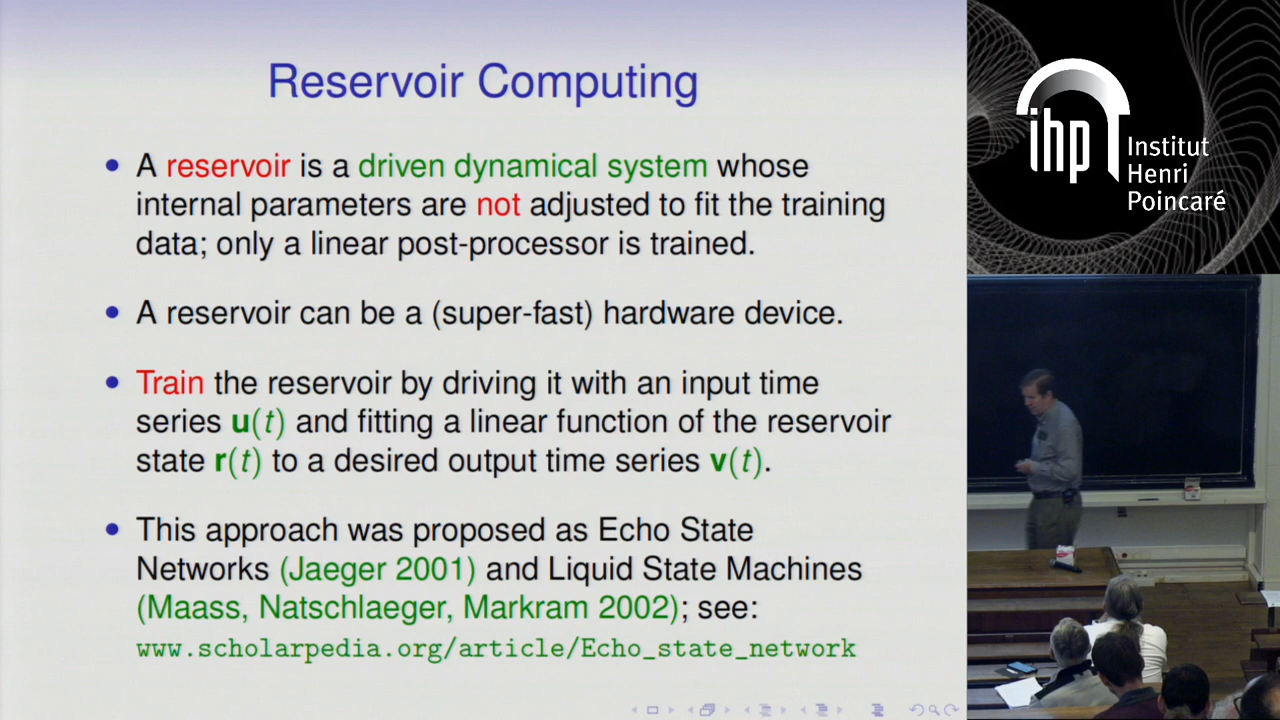 Reservoir Computing
• A reservoir is a driven dynamical system whose
internal parameters are not adjusted to fit the training
data; only a linear post-processor is trained.
• A reservoir can be a (super-fast) hardware device.
• Train the reservoir by driving it with an input time
series u(t) and fitting a linear function of the reservoir
state r(t) to a desired output time series v(t).
• This approach was proposed as Echo State
Networks (Jaeger 2001) and Liquid State Machines
(Maass, Natschlaeger, Markram 2002); see:
www.scholarpedia.org/article/Echo_state_network
ihp
Institut
Henri
Poincaré